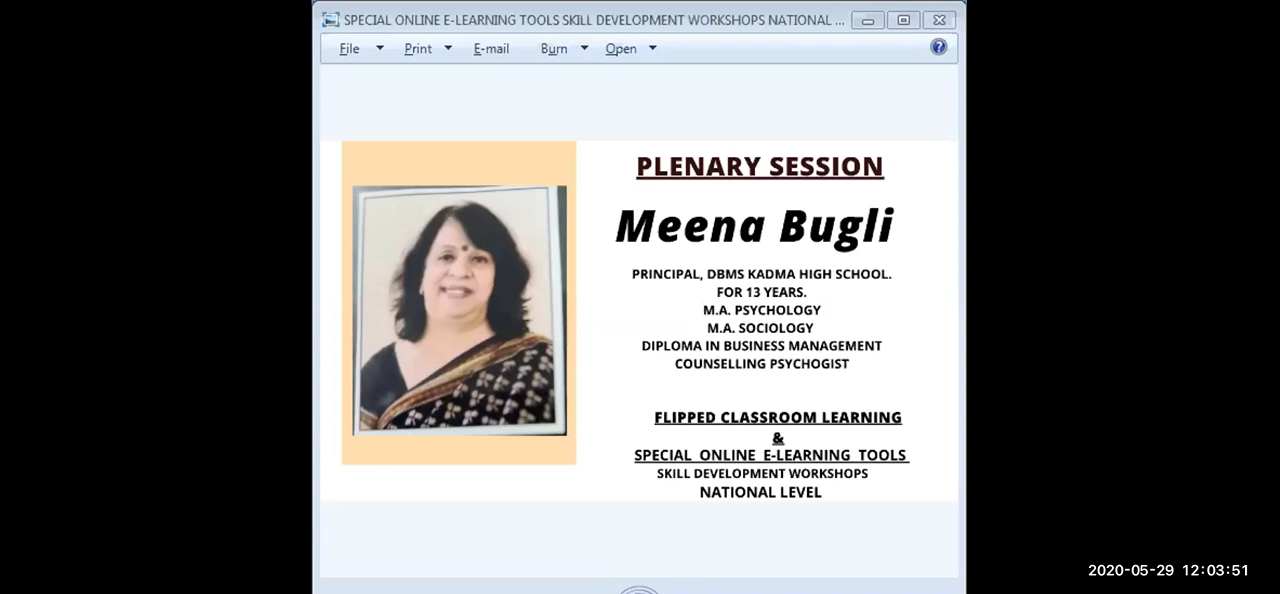 SPECIAL ONLINE E-LEARNING TOOLS SKILL DEVELOPMENT WORKSHOPS NATIONAL ...
File Print E-mail Burn Open
PLENARY SESSION
Meena Bugli
PRINCIPAL, DBMS KADMA HIGH SCHOOL.
FOR 13 YEARS.
M.A. PSYCHOLOGY
M.A. SOCIOLOGY
DIPLOMA IN BUSINESS MANAGEMENT
COUNSELLING PSYCHOGIST
FLIPPED CLASSROOM LEARNING
&
SPECIAL ONLINE E-LEARNING TOOLS
SKILL DEVELOPMENT WORKSHOPS
NATIONAL LEVEL
2020-05-29 12:03:51